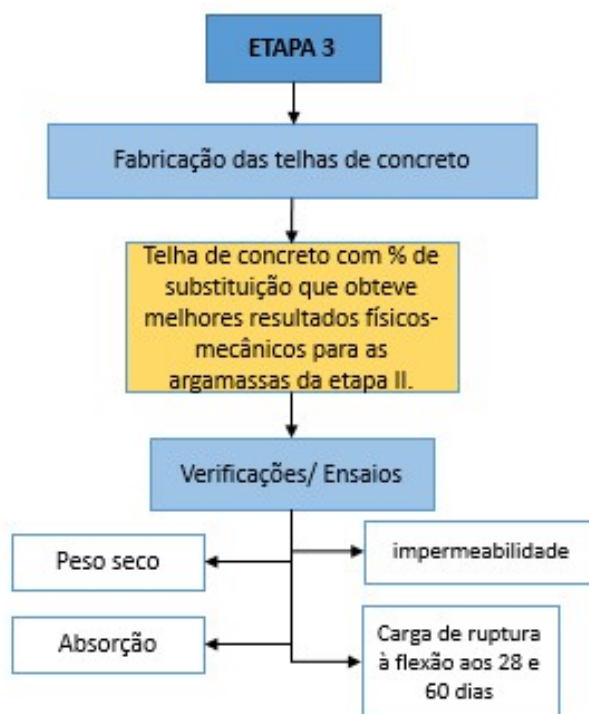 ETAPA 3
Fabricação das telhas de concreto
Telha de concreto com % de
substituição que obteve
melhores resultados físicos-
mecânicos para as
argamassas da etapa II.
Verificações/ Ensaios
Peso seco
impermeabilidade
Absorção
Carga de ruptura
à flexão aos 28 e
60 dias